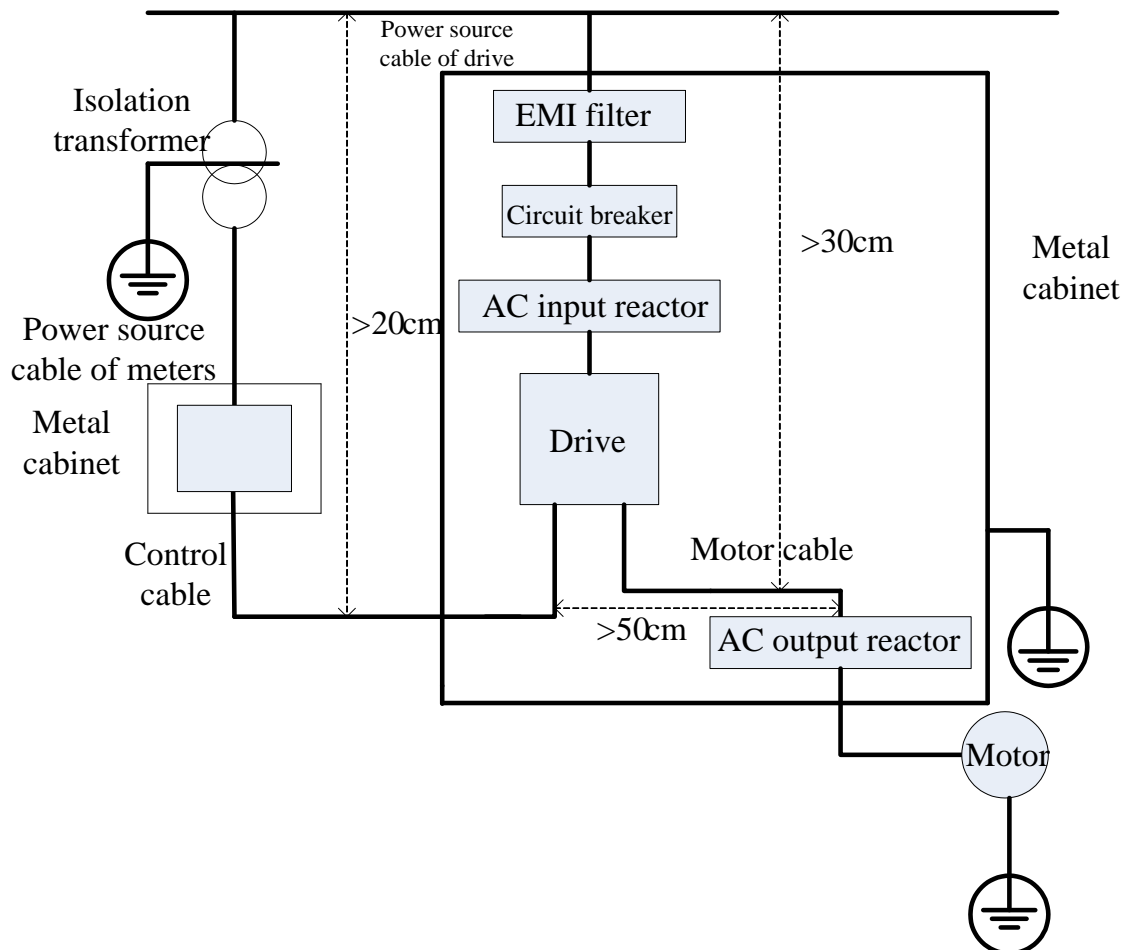 Power source
cable of drive
Isolation
transformer
EMI filter
Circuit breaker
>30cm
Metal
cabinet
AC input reactor
>20cm
Power source
cable of meters
Metal
cabinet
Drive
Control
cable
Motor cable
>50cm
AC output reactor
Motor